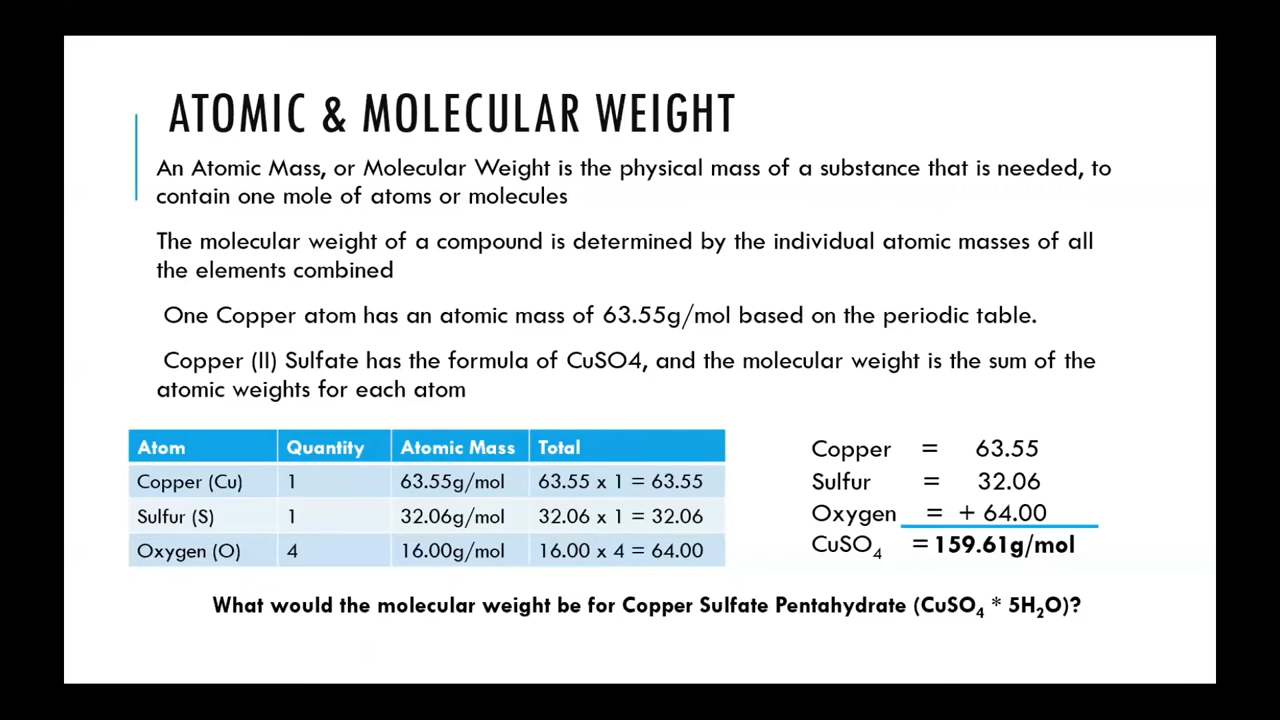 ATOMIC & MOLECULAR WEIGHT
An Atomic Mass, or Molecular Weight is the physical mass of a substance that is needed, to
contain one mole of atoms or molecules
The molecular weight of a compound is determined by the individual atomic masses of all
the elements combined
One Copper atom has an atomic mass of 63.55g/mol based on the periodic table.
Copper (II) Sulfate has the formula of CuSO4, and the molecular weight is the sum of the
atomic weights for each atom
Atom Quantity Atomic Mass Total
Copper (Cu) 1 63.55g/mol 63.55 x 1 = 63.55
Sulfur (S) 1 32.06g/mol 32.06 x 1 = 32.06
Oxygen (O) 4 16.00g/mol 16.00 x 4 = 64.00
Copper = 63.55
Sulfur = 32.06
Oxygen = + 64.00
CuSO₄ = 159.61g/mol
What would the molecular weight be for Copper Sulfate Pentahydrate (CuSO₄ * 5H₂O)?